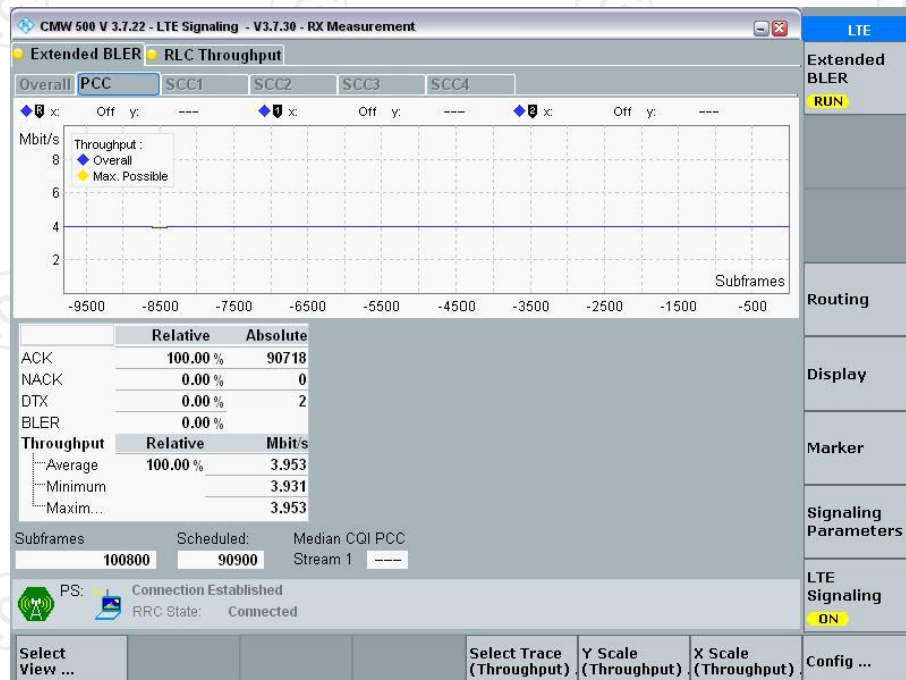 CMW 500 V 3.7.22 - LTE Signaling - V3.7.30 - RX Measurement
LTE
Extended BLER RLC Throughput
Extended
BLER
RUN
Overall PCC SCC1 SCC2 SCC3 SCC4
R x: Off y: --- 1 x: Off y: --- 2 x: Off y: ---
Mbit/s
Throughput :
Overall
Max. Possible
8
6
4
2
Subframes
-9500 -8500 -7500 -6500 -5500 -4500 -3500 -2500 -1500 -500
Routing
Relative Absolute
ACK 100.00 % 90718
NACK 0.00 % 0
DTX 0.00 % 2
BLER 0.00 %
Throughput Relative Mbit/s
Average 100.00 % 3.953
Minimum 3.931
Maxim... 3.953
Display
Marker
Signaling
Parameters
Subframes Scheduled: Median CQI PCC
100800 90900 Stream 1 ---
LTE
Signaling
ON
PS: Connection Established
RRC State: Connected
Select
View ...
Select Trace
(Throughput)
Y Scale
(Throughput)
X Scale
(Throughput)
Config ...